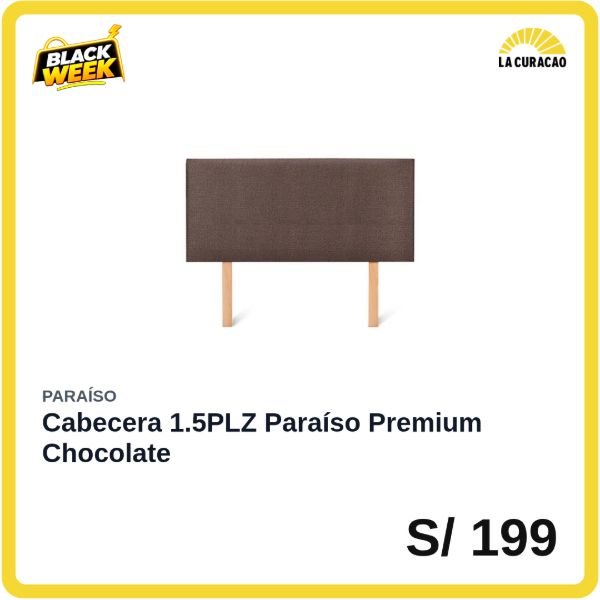 BLACK
WEEK
LA CURACAO
PARAÍSO
Cabecera 1.5PLZ Paraíso Premium
Chocolate
S/ 199